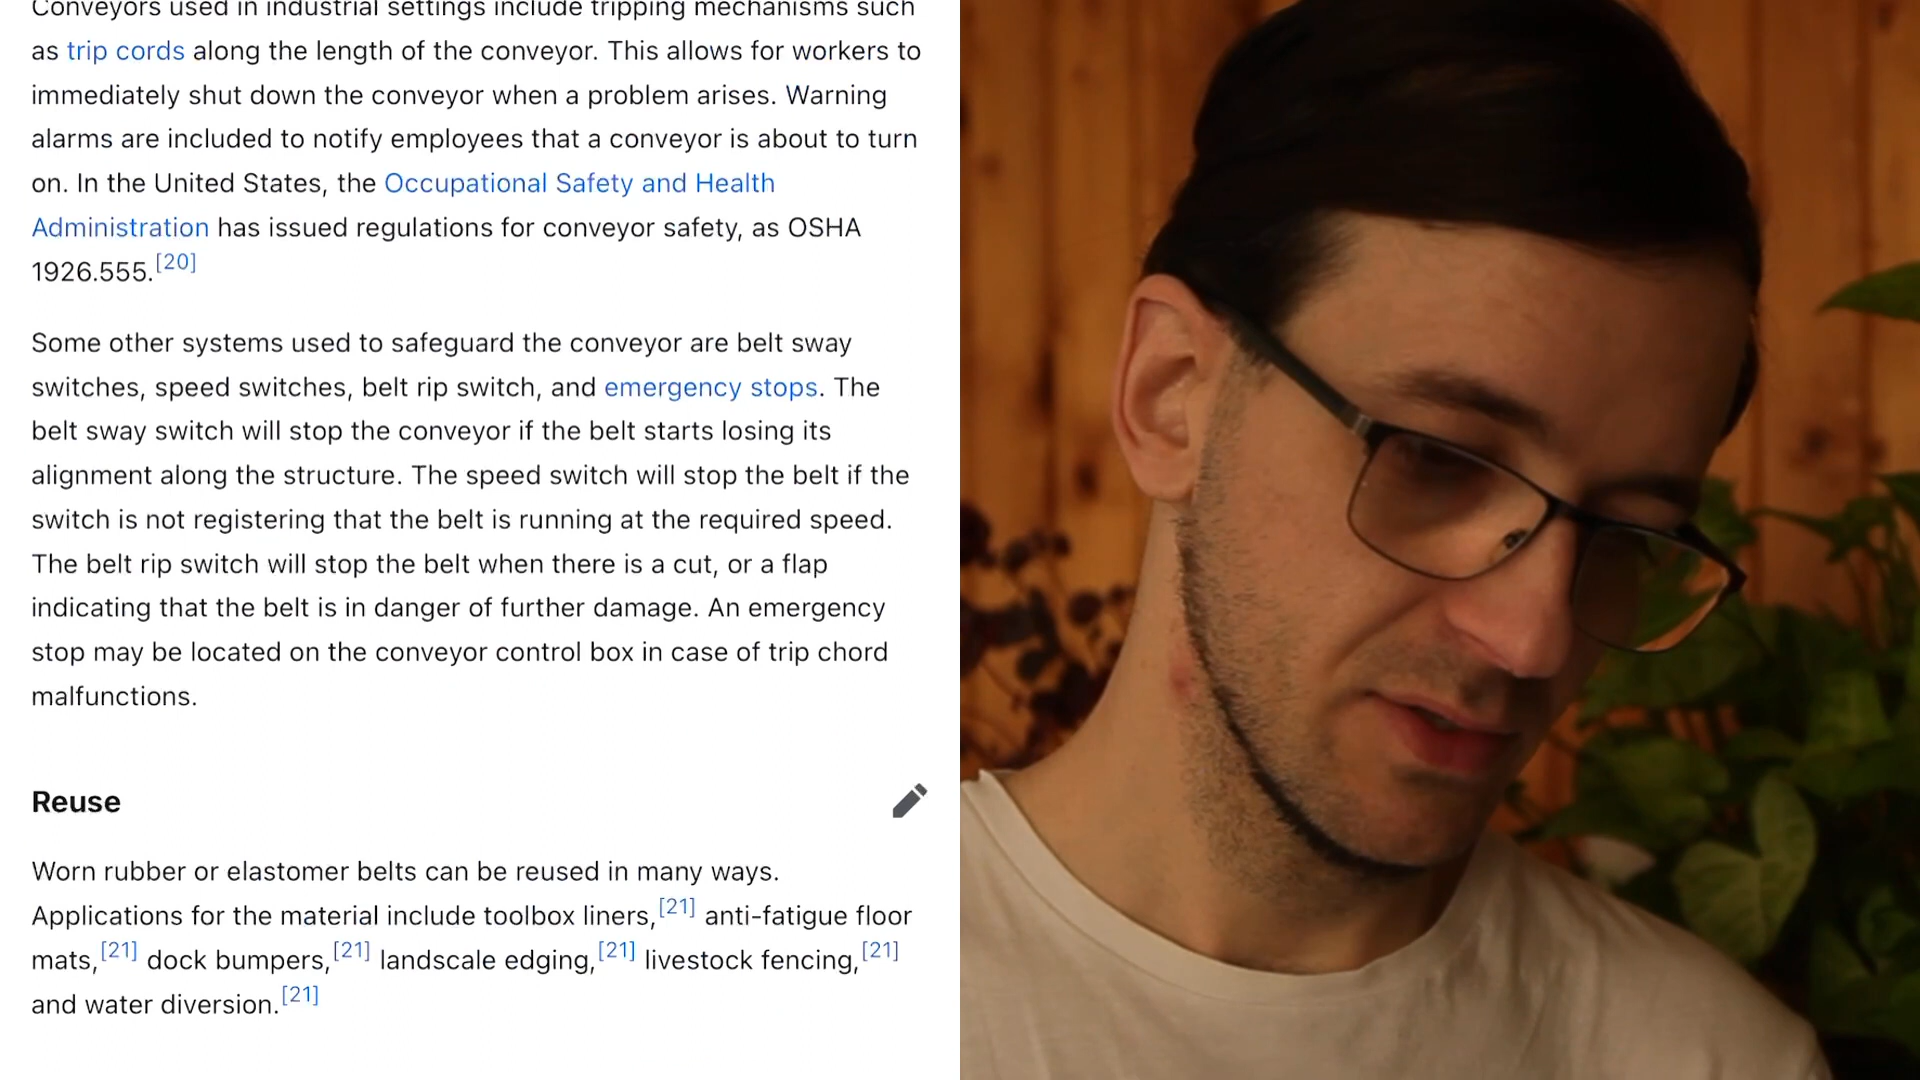 Conveyors used in industrial settings include tripping mechanisms such
as trip cords along the length of the conveyor. This allows for workers to
immediately shut down the conveyor when a problem arises. Warning
alarms are included to notify employees that a conveyor is about to turn
on. In the United States, the Occupational Safety and Health
Administration has issued regulations for conveyor safety, as OSHA
1926.555.[20]
Some other systems used to safeguard the conveyor are belt sway
switches, speed switches, belt rip switch, and emergency stops. The
belt sway switch will stop the conveyor if the belt starts losing its
alignment along the structure. The speed switch will stop the belt if the
switch is not registering that the belt is running at the required speed.
The belt rip switch will stop the belt when there is a cut, or a flap
indicating that the belt is in danger of further damage. An emergency
stop may be located on the conveyor control box in case of trip chord
malfunctions.
Reuse
Worn rubber or elastomer belts can be reused in many ways.
Applications for the material include toolbox liners,[21] anti-fatigue floor
mats,[21] dock bumpers,[21] landscale edging,[21] livestock fencing,[21]
and water diversion.[21]